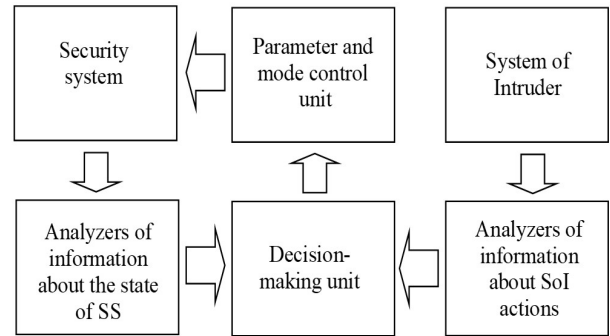 Security
system
Parameter and
mode control
unit
System of
Intruder
Analyzers of
information
about the state
of SS
Decision-
making unit
Analyzers of
information
about SoI
actions